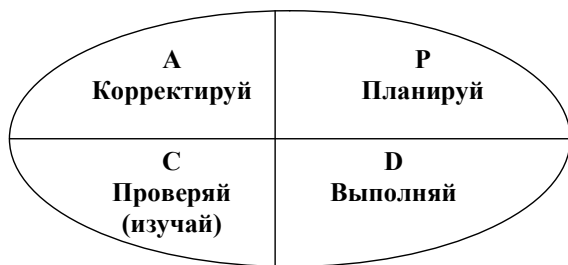 А
Корректируй
Р
Планируй
С
Проверяй
(изучай)
D
Выполняй